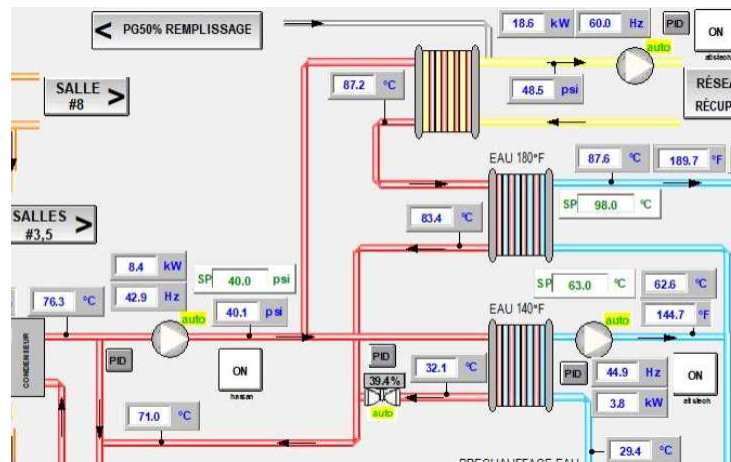 < PG50% REMPLISSAGE
18.6 kW 60.0 Hz PID ON
auto
48.5 psi
87.2 °C
SALLE
#8 >
RÉSEA
RÉCUP
EAU 180°F
87.6 °C 189.7 °F
SP 98.0 °C
83.4 °C
SALLES
#3,5 >
8.4 kW
42.9 Hz
SP 40.0 psi
SP 63.0 °C
62.6 °C
144.7 °F
76.3 °C
auto
40.1 psi
EAU 140°F
auto
CONDENSEUR
PID
ON
hassan
PID
39.4%
auto
32.1 °C
PID
44.9 Hz
3.8 kW
ON
71.0 °C
29.4 °C
PRECHAUFFAGE EAU